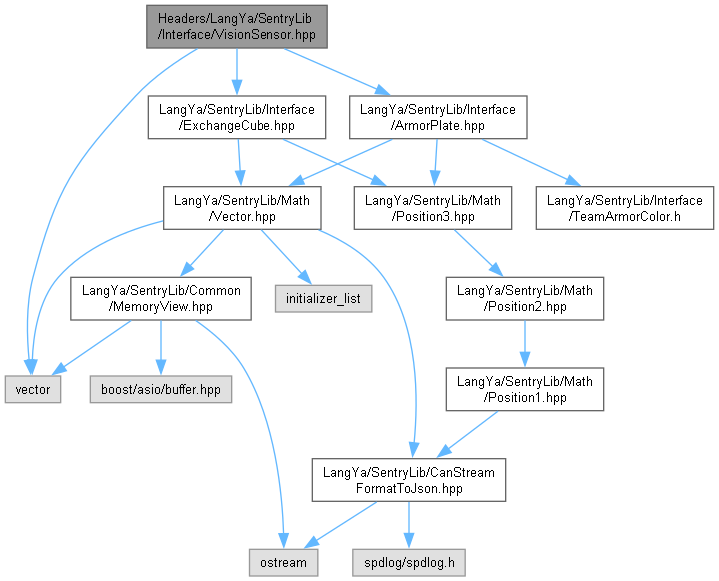 Headers/LangYa/SentryLib
/Interface/VisionSensor.hpp
LangYa/SentryLib/Interface
/ExchangeCube.hpp
LangYa/SentryLib/Interface
/ArmorPlate.hpp
LangYa/SentryLib/Math
/Vector.hpp
LangYa/SentryLib/Math
/Position3.hpp
LangYa/SentryLib/Interface
/TeamArmorColor.h
LangYa/SentryLib/Common
/MemoryView.hpp
initializer_list
LangYa/SentryLib/Math
/Position2.hpp
vector
boost/asio/buffer.hpp
LangYa/SentryLib/Math
/Position1.hpp
LangYa/SentryLib/CanStream
FormatToJson.hpp
ostream
spdlog/spdlog.h